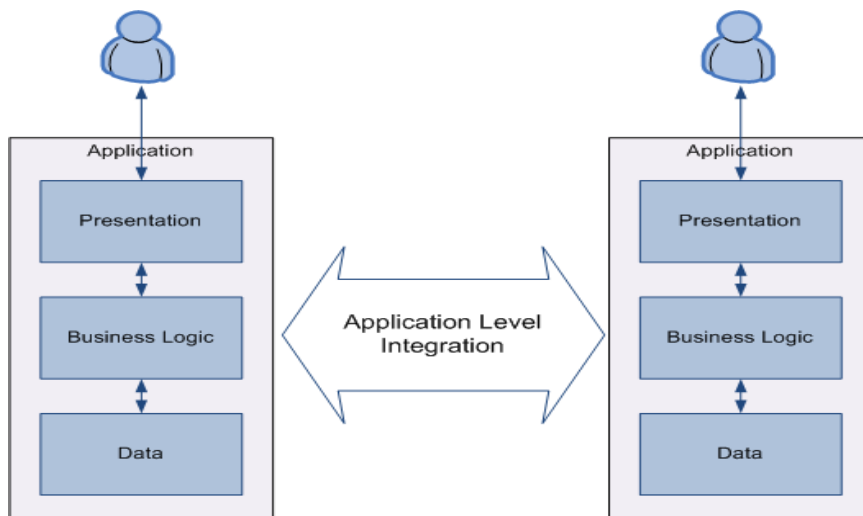 Application
Presentation
Business Logic
Data
Application Level
Integration
Application
Presentation
Business Logic
Data